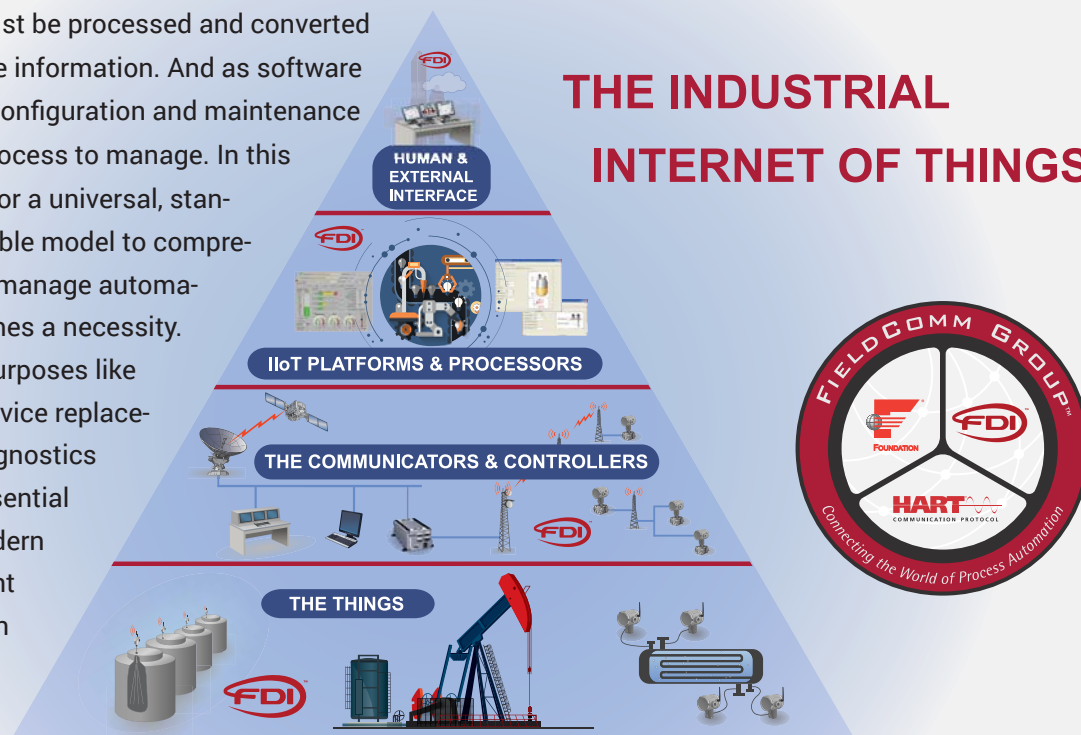 st be processed and converted
e information. And as software
onfiguration and maintenance
ocess to manage. In this
or a universal, stan-
ble model to compre-
manage automa-
nes a necessity.
urposes like
vice replace-
gnostics
sential
dern
nt
n
THE INDUSTRIAL
INTERNET OF THINGS
FDI
HUMAN &
EXTERNAL
INTERFACE
FDI
IIoT PLATFORMS & PROCESSORS
THE COMMUNICATORS & CONTROLLERS
FDI
THE THINGS
FDI
FIELDCOMM GROUP™
F
FOUNDATION
FDI
HART
COMMUNICATION PROTOCOL
Connecting the World of Process Automation